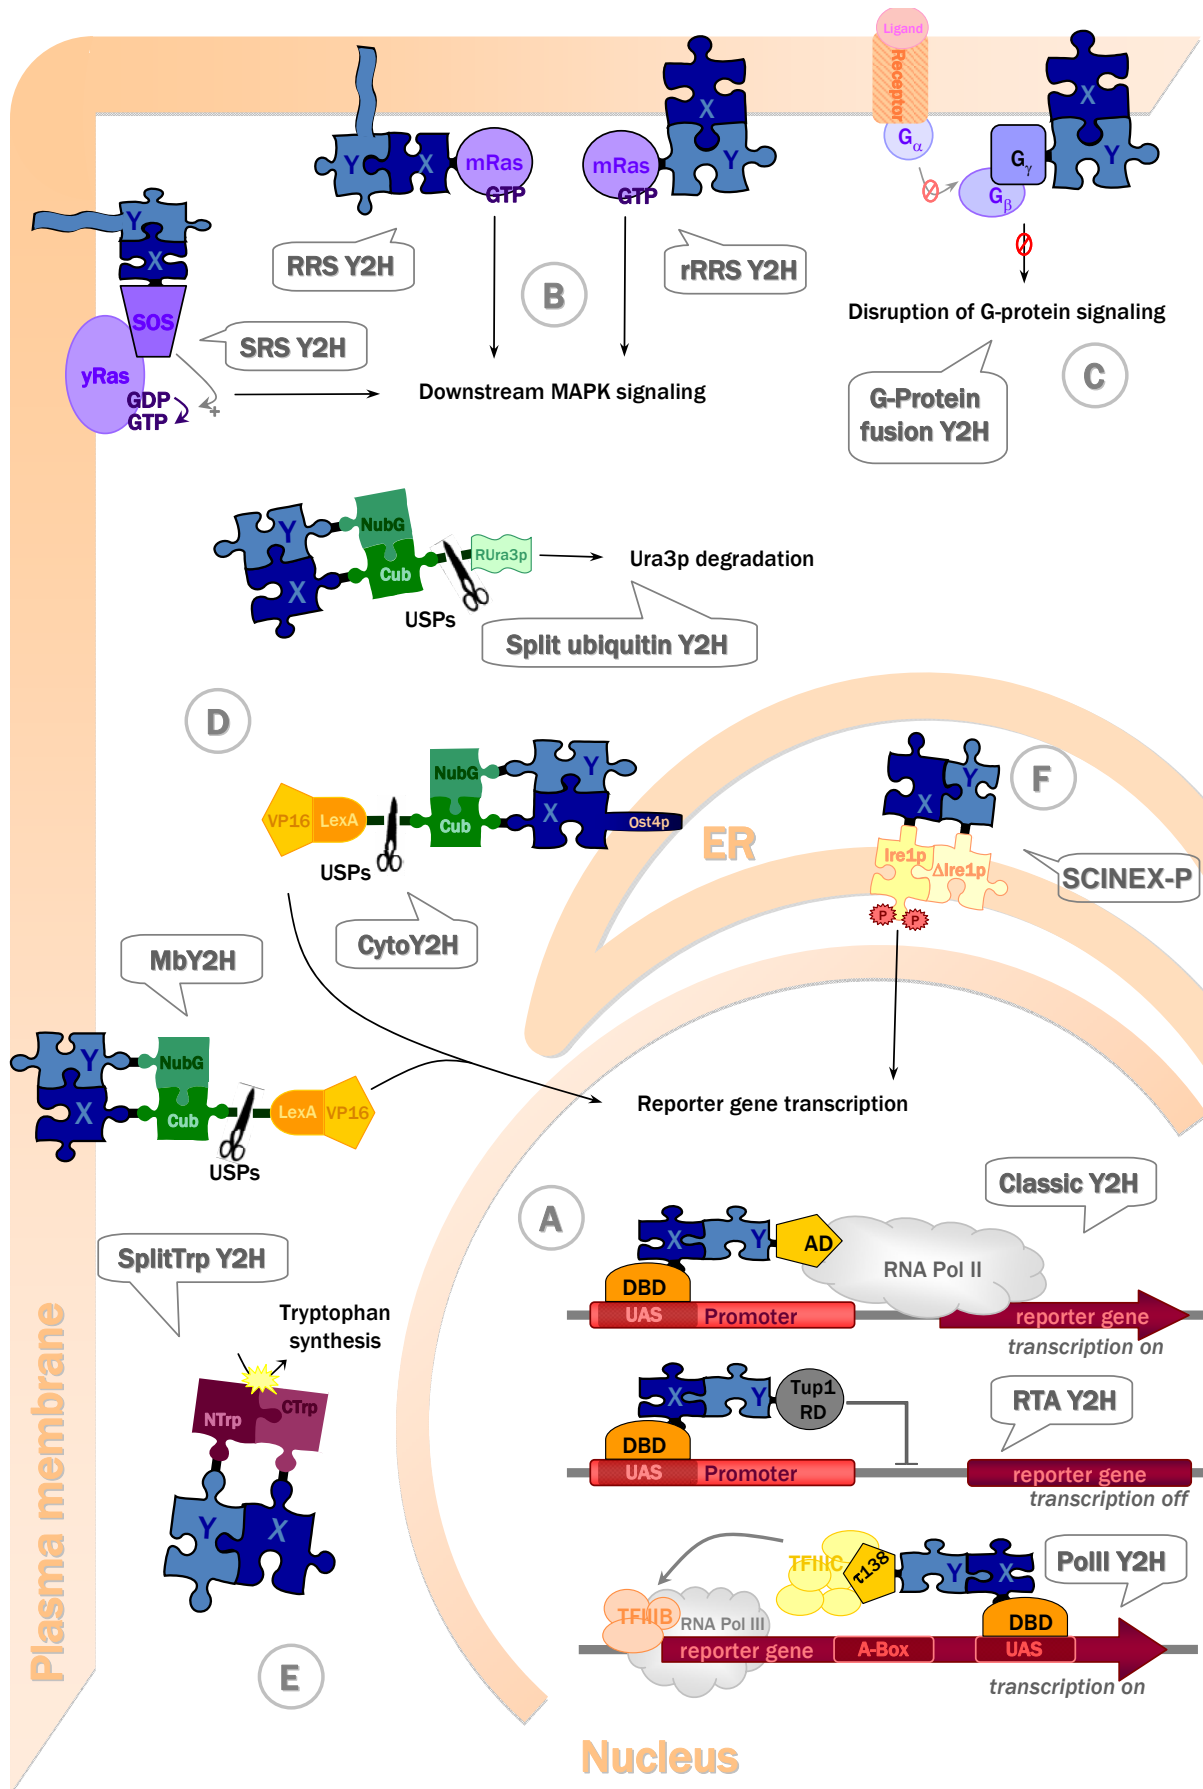 Ligand
Receptor
Gα
Gβ
Gγ
X
Y
Y
X
mRas
GTP
mRas
GTP
X
Y
RRS Y2H
rRRS Y2H
B
Y
X
SOS
yRas
GDP
GTP
+
SRS Y2H
Downstream MAPK signaling
Disruption of G-protein signaling
C
G-Protein
fusion Y2H
Y
X
NubG
Cub
RUra3p
USPs
Ura3p degradation
Split ubiquitin Y2H
D
VP16
LexA
USPs
NubG
Cub
Y
X
Ost4p
CytoY2H
ER
X
Y
Ire1p
ΔIre1p
P
P
F
SCINEX-P
MbY2H
Y
X
NubG
Cub
USPs
LexA
VP16
Reporter gene transcription
A
Classic Y2H
X
Y
AD
RNA Pol II
DBD
UAS
Promoter
reporter gene
transcription on
SplitTrp Y2H
Tryptophan
synthesis
NTrp
CTrp
Y
X
E
RTA Y2H
X
Y
Tup1
RD
DBD
UAS
Promoter
reporter gene
transcription off
PolII Y2H
TFIIIC
τ138
Y
X
TFIIIB
RNA Pol III
DBD
reporter gene
A-Box
UAS
transcription on
Plasma membrane
Nucleus